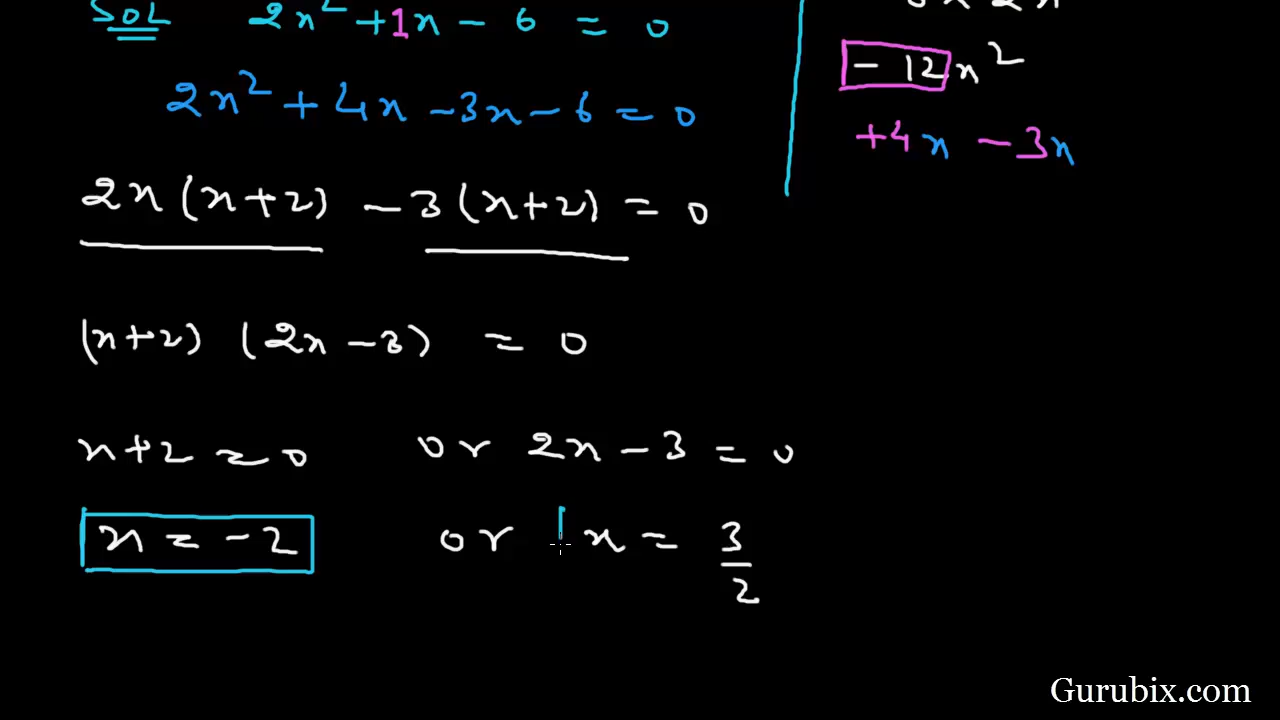 SOL 2x² + 1x - 6 = 0
2x² + 4x - 3x - 6 = 0
2x (x+2) - 3 (x+2) = 0
(x+2) (2x - 3) = 0
x+2 = 0 or 2x - 3 = 0
x = -2 or x = 3/2
- 12x²
+4x - 3x
Gurubix.com